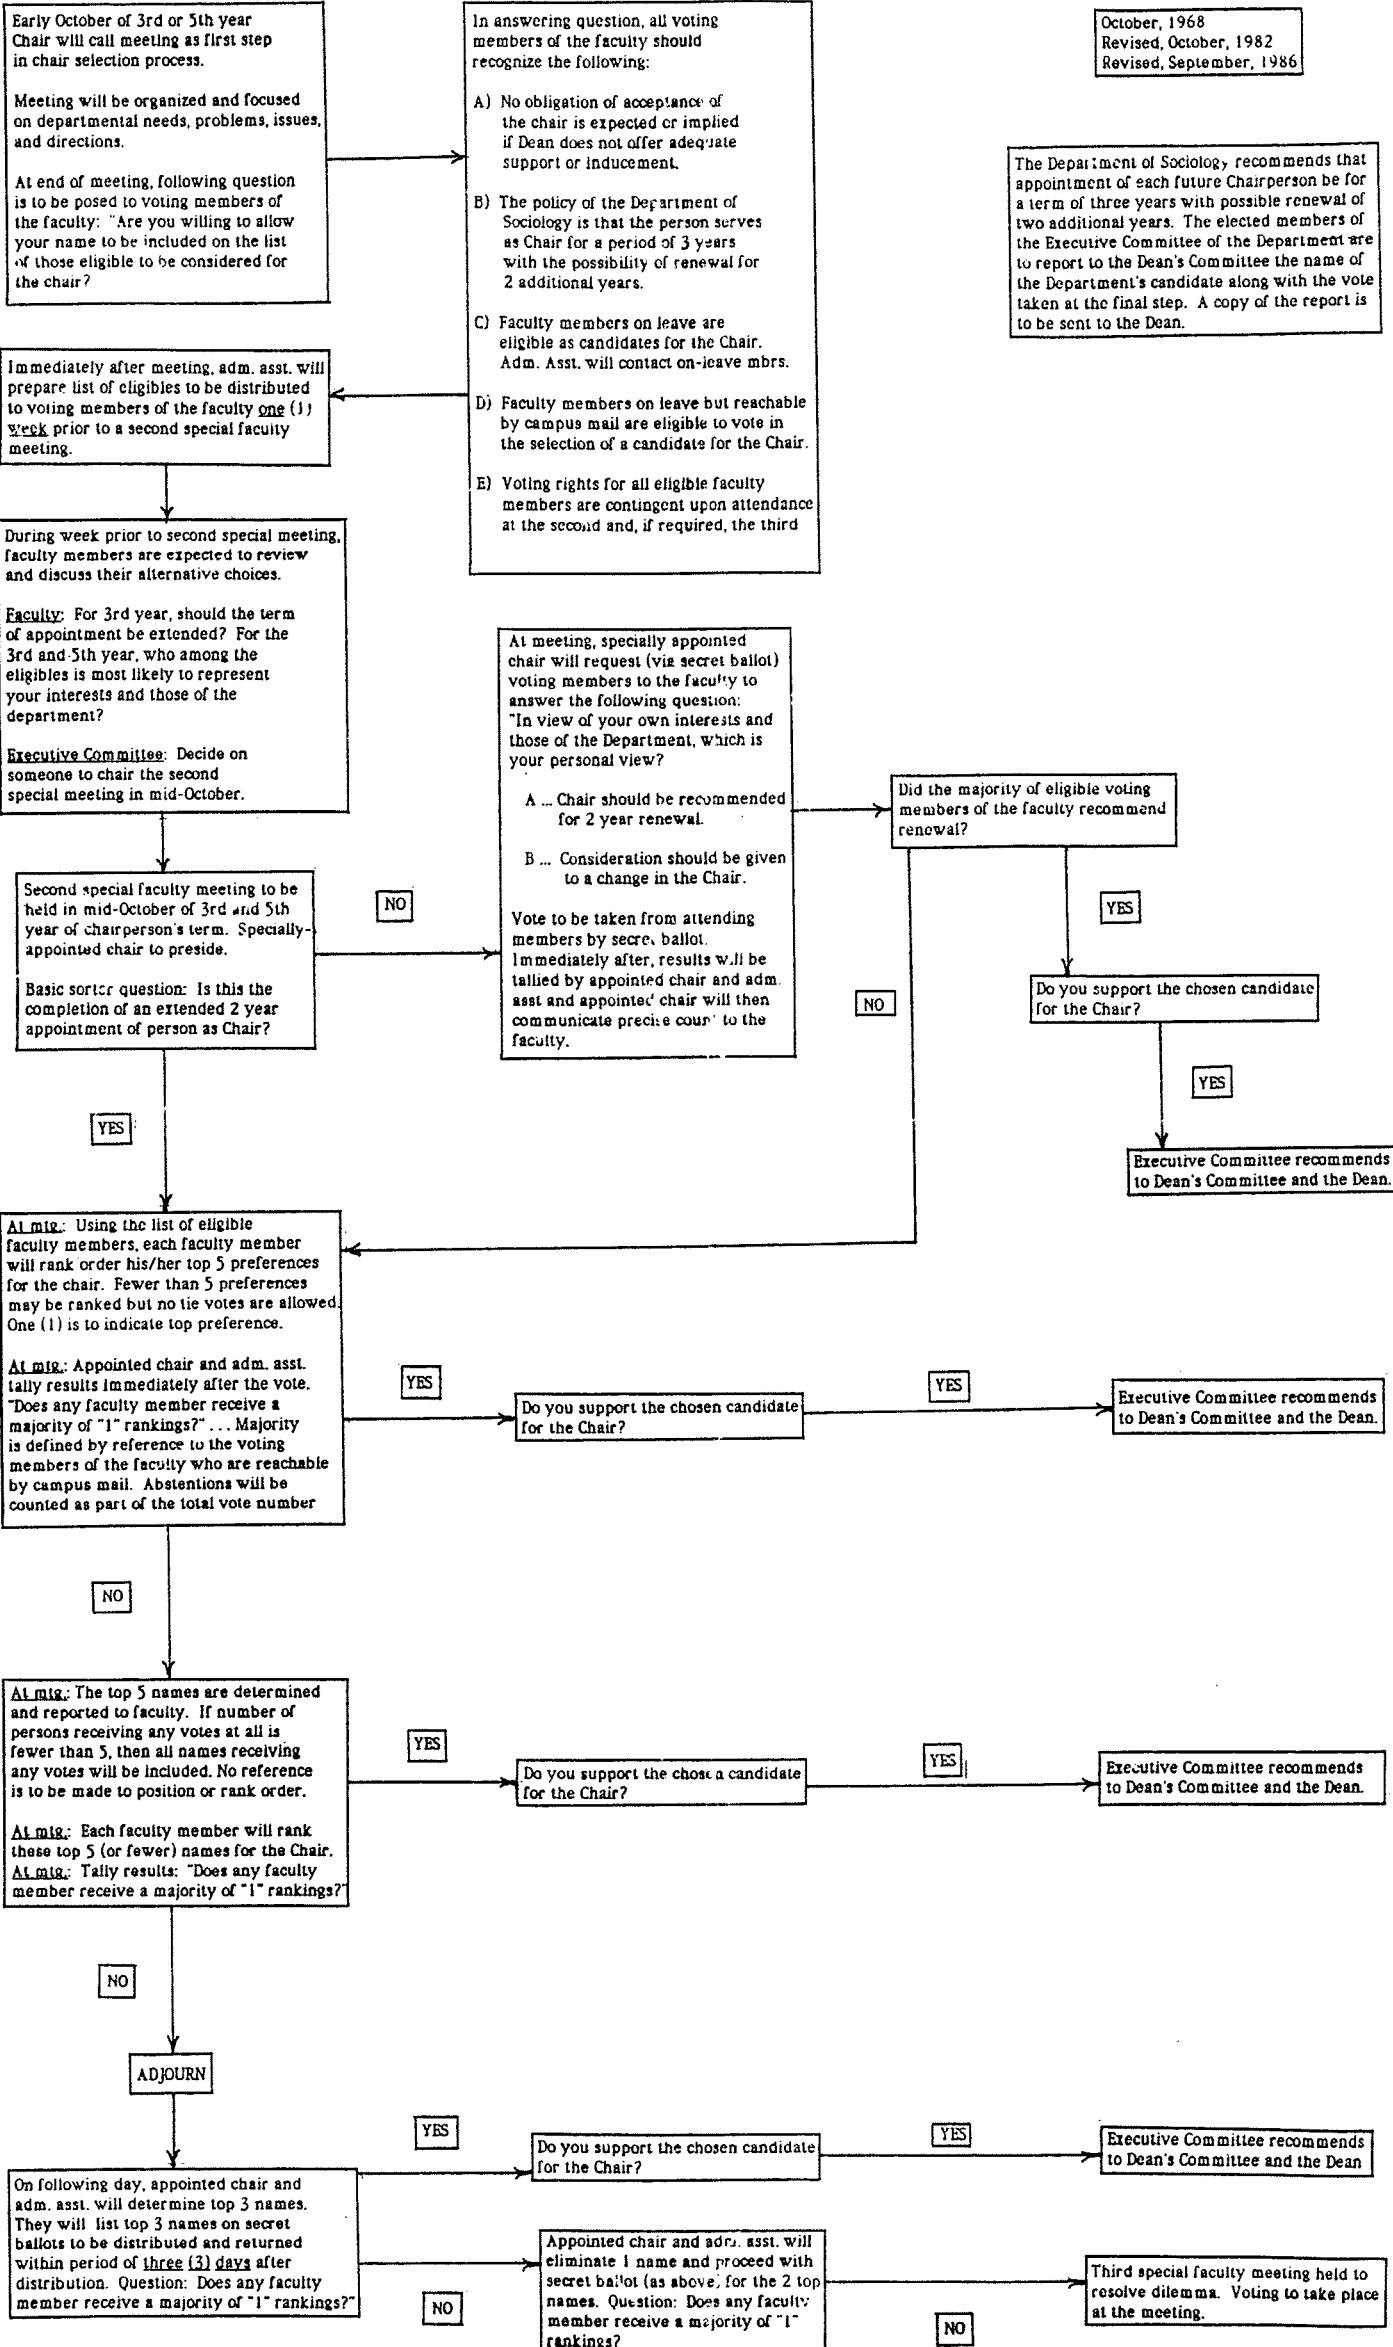 Early October of 3rd or 5th year
Chair will call meeting as first step
in chair selection process.
Meeting will be organized and focused
on departmental needs, problems, issues,
and directions.
At end of meeting, following question
is to be posed to voting members of
the faculty: "Are you willing to allow
your name to be included on the list
of those eligible to be considered for
the chair?
In answering question, all voting
members of the faculty should
recognize the following:
A) No obligation of acceptance of
the chair is expected or implied
if Dean does not offer adequate
support or inducement.
B) The policy of the Department of
Sociology is that the person serves
as Chair for a period of 3 years
with the possibility of renewal for
2 additional years.
C) Faculty members on leave are
eligible as candidates for the Chair.
Adm. Asst. will contact on-leave mbrs.
D) Faculty members on leave but reachable
by campus mail are eligible to vote in
the selection of a candidate for the Chair.
E) Voting rights for all eligible faculty
members are contingent upon attendance
at the second and, if required, the third
October, 1968
Revised, October, 1982
Revised, September, 1986
The Department of Sociology recommends that
appointment of each future Chairperson be for
a term of three years with possible renewal of
two additional years. The elected members of
the Executive Committee of the Department are
to report to the Dean's Committee the name of
the Department's candidate along with the vote
taken at the final step. A copy of the report is
to be sent to the Dean.
Immediately after meeting, adm. asst. will
prepare list of eligibles to be distributed
to voting members of the faculty one (1)
week prior to a second special faculty
meeting.
During week prior to second special meeting,
faculty members are expected to review
and discuss their alternative choices.
Faculty: For 3rd year, should the term
of appointment be extended? For the
3rd and 5th year, who among the
eligibles is most likely to represent
your interests and those of the
department?
Executive Committee: Decide on
someone to chair the second
special meeting in mid-October.
Second special faculty meeting to be
held in mid-October of 3rd and 5th
year of chairperson's term. Specially-
appointed chair to preside.
Basic sorter question: Is this the
completion of an extended 2 year
appointment of person as Chair?
NO
At meeting, specially appointed
chair will request (via secret ballot)
voting members to the faculty to
answer the following question:
"In view of your own interests and
those of the Department, which is
your personal view?
A ... Chair should be recommended
for 2 year renewal.
B ... Consideration should be given
to a change in the Chair.
Vote to be taken from attending
members by secret ballot.
Immediately after, results will be
tallied by appointed chair and adm.
asst and appointed chair will then
communicate precise count to the
faculty.
Did the majority of eligible voting
members of the faculty recommend
renewal?
YES
NO
Do you support the chosen candidate
for the Chair?
YES
Executive Committee recommends
to Dean's Committee and the Dean.
YES
At mtg.: Using the list of eligible
faculty members, each faculty member
will rank order his/her top 5 preferences
for the chair. Fewer than 5 preferences
may be ranked but no tie votes are allowed.
One (1) is to indicate top preference.
At mtg.: Appointed chair and adm. asst.
tally results immediately after the vote.
"Does any faculty member receive a
majority of "1" rankings?" ... Majority
is defined by reference to the voting
members of the faculty who are reachable
by campus mail. Abstentions will be
counted as part of the total vote number
YES
Do you support the chosen candidate
for the Chair?
YES
Executive Committee recommends
to Dean's Committee and the Dean.
NO
At mtg.: The top 5 names are determined
and reported to faculty. If number of
persons receiving any votes at all is
fewer than 5, then all names receiving
any votes will be included. No reference
is to be made to position or rank order.
At mtg.: Each faculty member will rank
these top 5 (or fewer) names for the Chair.
At mtg.: Tally results: "Does any faculty
member receive a majority of "1" rankings?"
YES
Do you support the chosen candidate
for the Chair?
YES
Executive Committee recommends
to Dean's Committee and the Dean.
NO
ADJOURN
On following day, appointed chair and
adm. asst. will determine top 3 names.
They will list top 3 names on secret
ballots to be distributed and returned
within period of three (3) days after
distribution. Question: Does any faculty
member receive a majority of "1" rankings?"
YES
Do you support the chosen candidate
for the Chair?
YES
Executive Committee recommends
to Dean's Committee and the Dean
NO
Appointed chair and adm. asst. will
eliminate 1 name and proceed with
secret ballot (as above) for the 2 top
names. Question: Does any faculty
member receive a majority of "1"
rankings?
NO
Third special faculty meeting held to
resolve dilemma. Voting to take place
at the meeting.